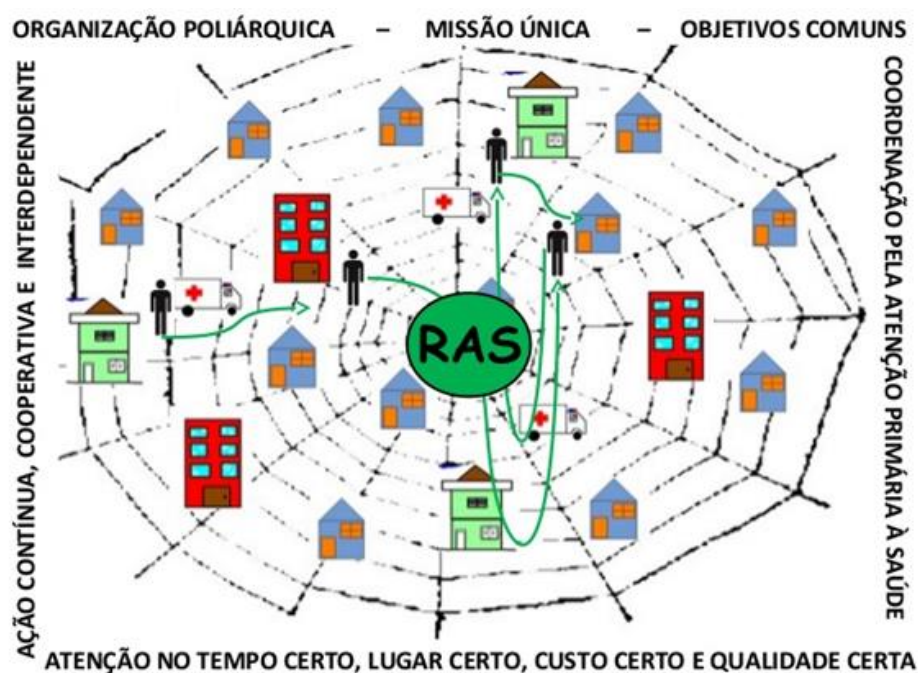 ORGANIZAÇÃO POLIÁRQUICA – MISSÃO ÚNICA – OBJETIVOS COMUNS
AÇÃO CONTÍNUA, COOPERATIVA E INTERDEPENDENTE
RAS
COORDENAÇÃO PELA ATENÇÃO PRIMÁRIA À SAÚDE
ATENÇÃO NO TEMPO CERTO, LUGAR CERTO, CUSTO CERTO E QUALIDADE CERTA